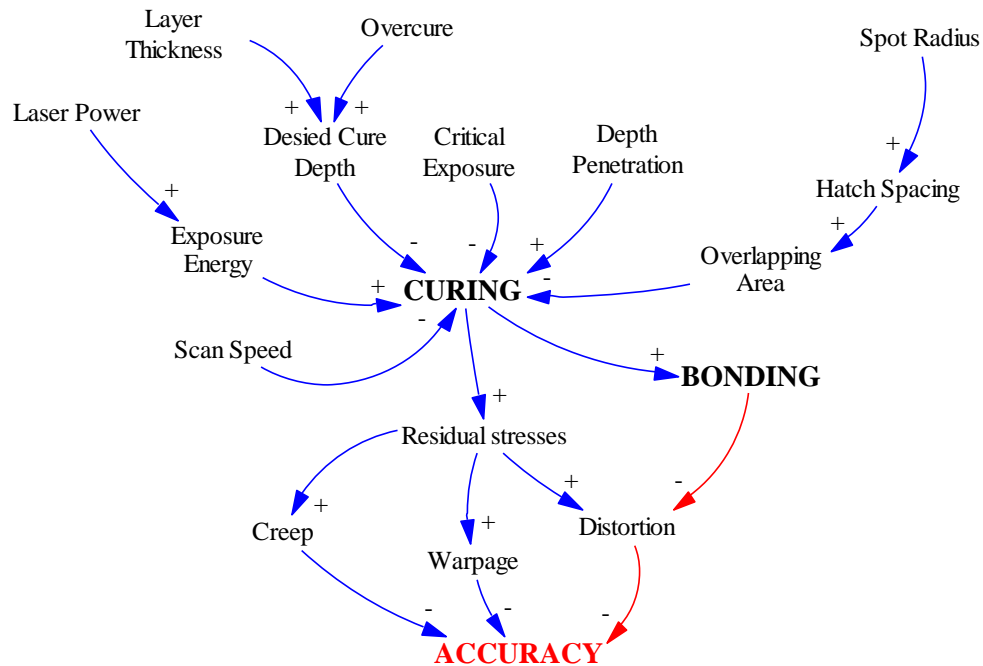 Layer
Thickness
Overcure
Spot Radius
Laser Power
+
+
Desied Cure
Depth
Critical
Exposure
Depth
Penetration
+
Hatch Spacing
+
+
Exposure
Energy
-
-
+
-
Overlapping
Area
+
CURING
-
Scan Speed
+
BONDING
+
Residual stresses
+
+
-
Creep
+
Distortion
Warpage
-
-
-
ACCURACY